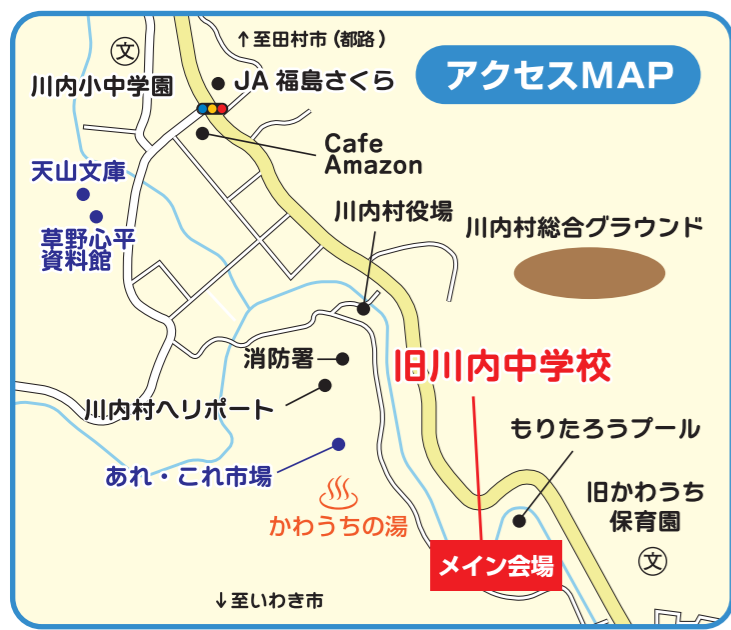 ↑至田村市（都路）
文
アクセスMAP
川内小中学園
JA 福島さくら
Cafe
Amazon
天山文庫
川内村役場
川内村総合グラウンド
草野心平
資料館
消防署
旧川内中学校
川内村ヘリポート
もりたろうプール
あれ・これ市場
旧かわうち
保育園
かわうちの湯
メイン会場
文
↓至いわき市